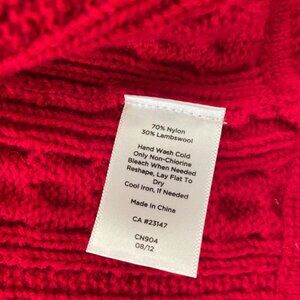 70% Nylon
30% Lambswool
Hand Wash Cold
Only Non-Chlorine
Bleach When Needed
Reshape, Lay Flat To
Dry
Cool Iron, If Needed
Made in China
CA #23147
CN904
08/12